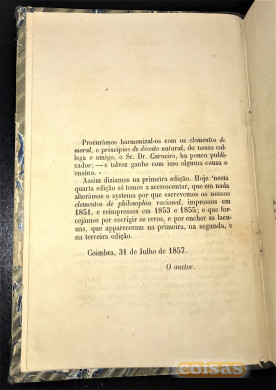 Procurámos harmonizal-os com os elementos de
moral, e principios de direito natural, do nosso col-
lega e amigo, o Sr. Dr. Carneiro, ha pouco publi-
cados; — e talvez ganhe com isso alguma cousa o
ensino. »
Assim diziamos na primeira edição. Hoje 'nesta
quarta edição só temos a accrescentar, que em nada
alterámos o systema por que escrevemos os nossos
elementos de philosophia racional, impressos em
1851, e reimpressos em 1853 e 1855; e que for-
cejámos por corrigir os erros, e por encher as lacu-
nas, que appareceram na primeira, na segunda, e
na terceira edição.
Coimbra, 31 de Julho de 1857.
O auctor.
coisas